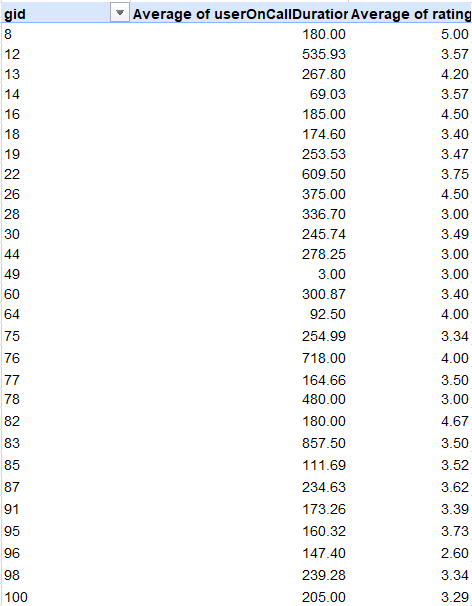 gid Average of userOnCallDuration Average of rating
8 180.00 5.00
12 535.93 3.57
13 267.80 4.20
14 69.03 3.57
16 185.00 4.50
18 174.60 3.40
19 253.53 3.47
22 609.50 3.75
26 375.00 4.50
28 336.70 3.00
30 245.74 3.49
44 278.25 3.00
49 3.00 3.00
60 300.87 3.40
64 92.50 4.00
75 254.99 3.34
76 718.00 4.00
77 164.66 3.50
78 480.00 3.00
82 180.00 4.67
83 857.50 3.50
85 111.69 3.52
87 234.63 3.62
91 173.26 3.39
95 160.32 3.73
96 147.40 2.60
98 239.28 3.34
100 205.00 3.29